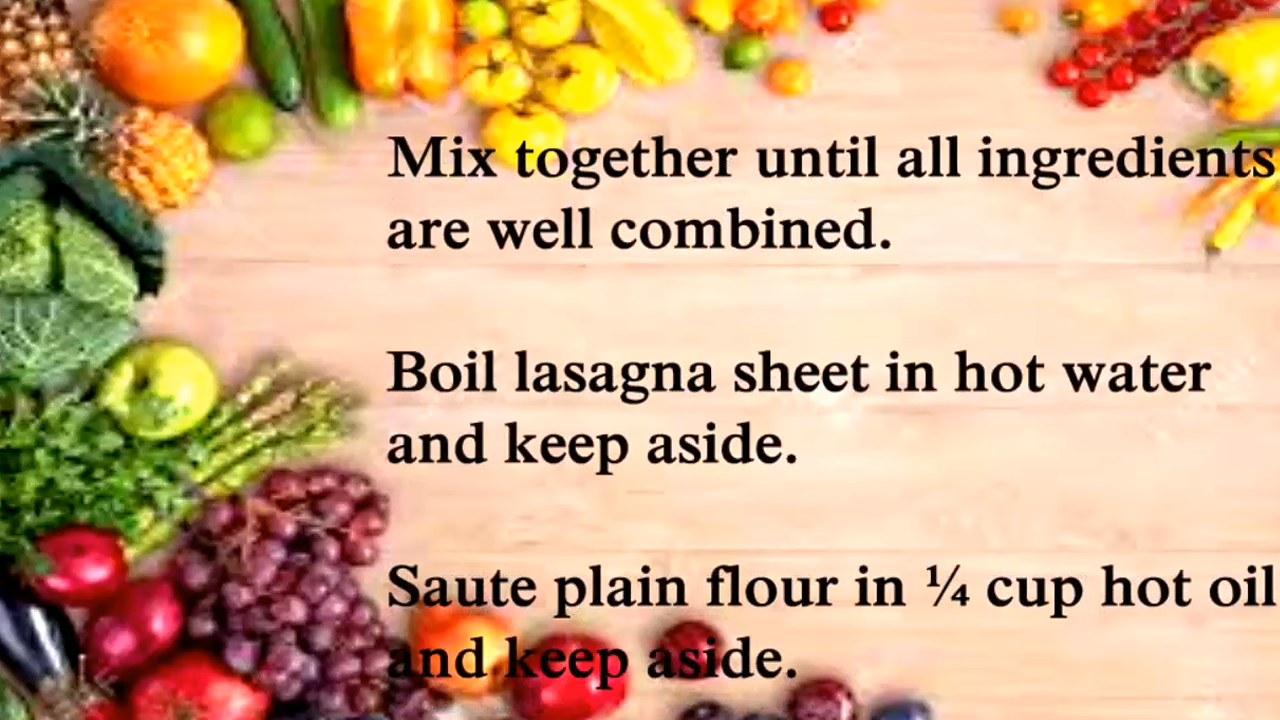 Mix together until all ingredients
are well combined.
Boil lasagna sheet in hot water
and keep aside.
Saute plain flour in ¼ cup hot oil
and keep aside.